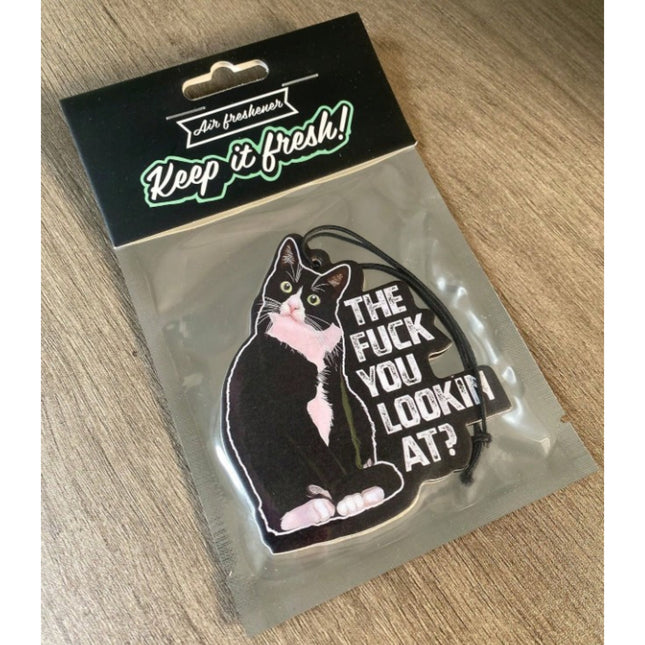 Air freshener
Keep it fresh!
THE
FUCK
YOU
LOOKIN
AT?